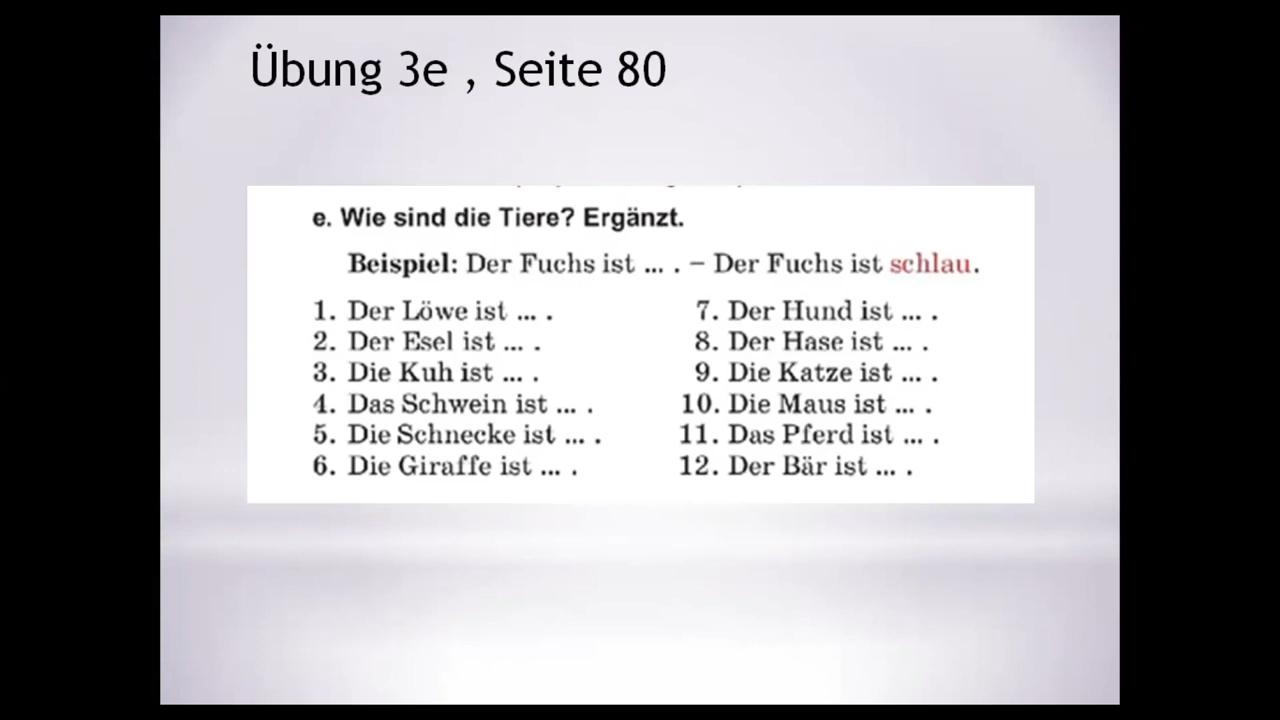 Übung 3e , Seite 80
e. Wie sind die Tiere? Ergänzt.
Beispiel: Der Fuchs ist ... . – Der Fuchs ist schlau.
1. Der Löwe ist ... .
2. Der Esel ist ... .
3. Die Kuh ist ... .
4. Das Schwein ist ... .
5. Die Schnecke ist ... .
6. Die Giraffe ist ... .
7. Der Hund ist ... .
8. Der Hase ist ... .
9. Die Katze ist ... .
10. Die Maus ist ... .
11. Das Pferd ist ... .
12. Der Bär ist ... .